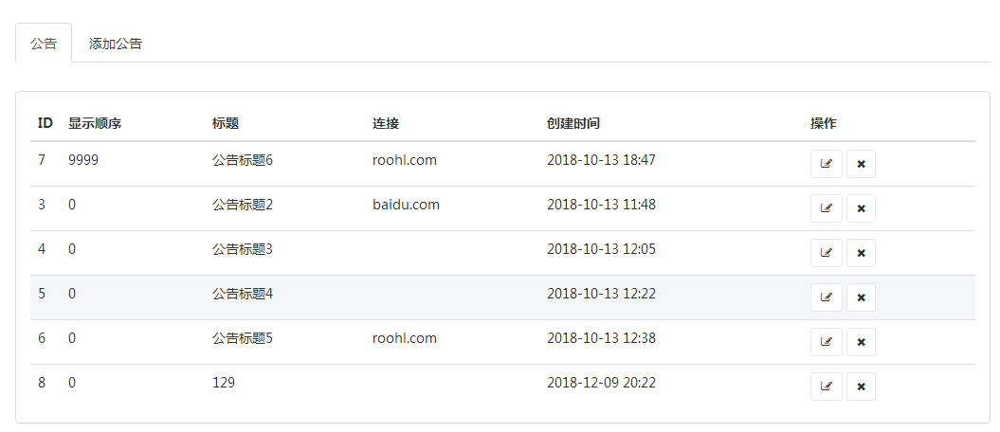 公告 添加公告
ID 显示顺序 标题 连接 创建时间 操作
7 9999 公告标题6 roohl.com 2018-10-13 18:47
3 0 公告标题2 baidu.com 2018-10-13 11:48
4 0 公告标题3 2018-10-13 12:05
5 0 公告标题4 2018-10-13 12:22
6 0 公告标题5 roohl.com 2018-10-13 12:38
8 0 129 2018-12-09 20:22